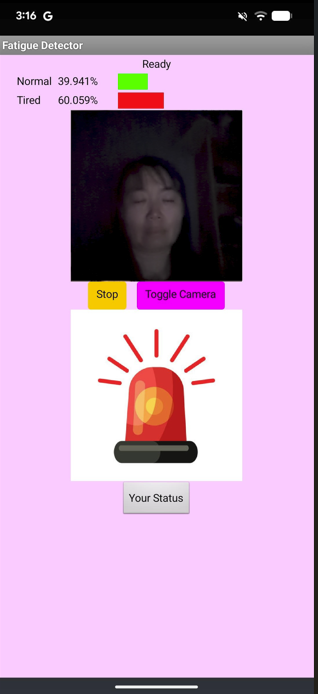 3:16 G
Fatigue Detector
Ready
Normal 39.941%
Tired 60.059%
Stop Toggle Camera
Your Status